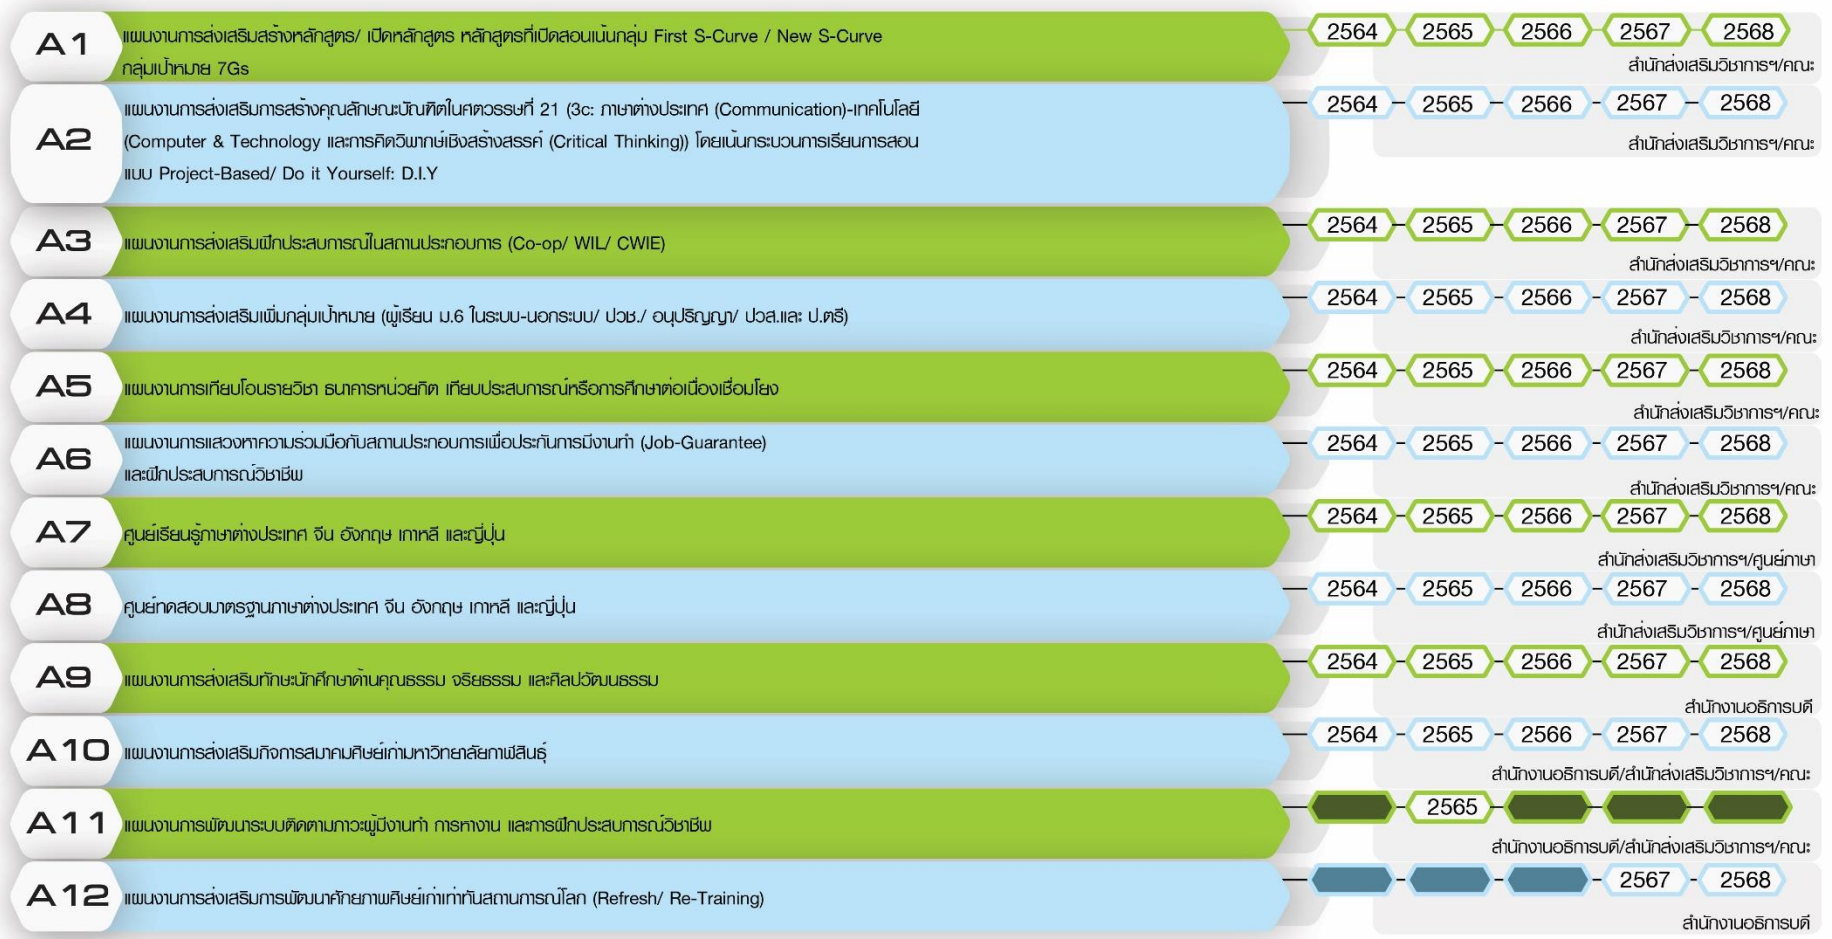 A1
แผนงานการส่งเสริมสร้างหลักสูตร/ เปิดหลักสูตร หลักสูตรที่เปิดสอนเน้นกลุ่ม First S-Curve / New S-Curve
กลุ่มเป้าหมาย 7Gs
2564 2565 2566 2567 2568
สำนักส่งเสริมวิชาการฯ/คณะ
A2
แผนงานการส่งเสริมการสร้างคุณลักษณะบัณฑิตในศตวรรษที่ 21 (3c: ภาษาต่างประเทศ (Communication)-เทคโนโลยี
(Computer & Technology และการคิดวิพากษ์เชิงสร้างสรรค์ (Critical Thinking)) โดยเน้นกระบวนการเรียนการสอน
แบบ Project-Based/ Do it Yourself: D.I.Y
2564 2565 2566 2567 2568
สำนักส่งเสริมวิชาการฯ/คณะ
A3
แผนงานการส่งเสริมฝึกประสบการณ์ในสถานประกอบการ (Co-op/ WIL/ CWIE)
2564 2565 2566 2567 2568
สำนักส่งเสริมวิชาการฯ/คณะ
A4
แผนงานการส่งเสริมเพิ่มกลุ่มเป้าหมาย (ผู้เรียน ม.6 ในระบบ-นอกระบบ/ ปวช./ อนุปริญญา/ ปวส.และ ป.ตรี)
2564 2565 2566 2567 2568
สำนักส่งเสริมวิชาการฯ/คณะ
A5
แผนงานการเทียบโอนรายวิชา ธนาคารหน่วยกิต เทียบประสบการณ์หรือการศึกษาต่อเนื่องเชื่อมโยง
2564 2565 2566 2567 2568
สำนักส่งเสริมวิชาการฯ/คณะ
A6
แผนงานการแสวงหาความร่วมมือกับสถานประกอบการเพื่อประกันการมีงานทำ (Job-Guarantee)
และฝึกประสบการณ์วิชาชีพ
2564 2565 2566 2567 2568
สำนักส่งเสริมวิชาการฯ/คณะ
A7
ศูนย์เรียนรู้ภาษาต่างประเทศ จีน อังกฤษ เกาหลี และญี่ปุ่น
2564 2565 2566 2567 2568
สำนักส่งเสริมวิชาการฯ/ศูนย์ภาษา
A8
ศูนย์ทดสอบมาตรฐานภาษาต่างประเทศ จีน อังกฤษ เกาหลี และญี่ปุ่น
2564 2565 2566 2567 2568
สำนักส่งเสริมวิชาการฯ/ศูนย์ภาษา
A9
แผนงานการส่งเสริมทักษะนักศึกษาด้านคุณธรรม จริยธรรม และศิลปวัฒนธรรม
2564 2565 2566 2567 2568
สำนักงานอธิการบดี
A10
แผนงานการส่งเสริมกิจการสมาคมศิษย์เก่ามหาวิทยาลัยกาฬสินธุ์
2564 2565 2566 2567 2568
สำนักงานอธิการบดี/สำนักส่งเสริมวิชาการฯ/คณะ
A11
แผนงานการพัฒนาระบบติดตามภาวะผู้มีงานทำ การหางาน และการฝึกประสบการณ์วิชาชีพ
2565
สำนักงานอธิการบดี/สำนักส่งเสริมวิชาการฯ/คณะ
A12
แผนงานการส่งเสริมการพัฒนาศักยภาพศิษย์เก่าเท่าทันสถานการณ์โลก (Refresh/ Re-Training)
2567 2568
สำนักงานอธิการบดี